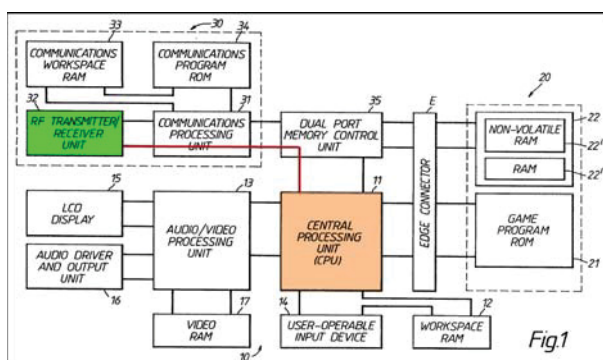 33
30
34
COMMUNICATIONS
WORKSPACE
RAM
COMMUNICATIONS
PROGRAM
ROM
32
RF TRANSMITTER/
RECEIVER
UNIT
31
COMMUNICATIONS
PROCESSING
UNIT
35
DUAL PORT
MEMORY CONTROL
UNIT
E
EDGE CONNECTOR
20
22
NON-VOLATILE
RAM
22'
RAM
22'
15
LCD
DISPLAY
13
AUDIO/VIDEO
PROCESSING
UNIT
11
CENTRAL
PROCESSING
UNIT
(CPU)
GAME
PROGRAM
ROM
21
AUDIO DRIVER
AND OUTPUT
UNIT
16
17
VIDEO
RAM
10
14
USER-OPERABLE
INPUT DEVICE
12
WORKSPACE
RAM
Fig.1